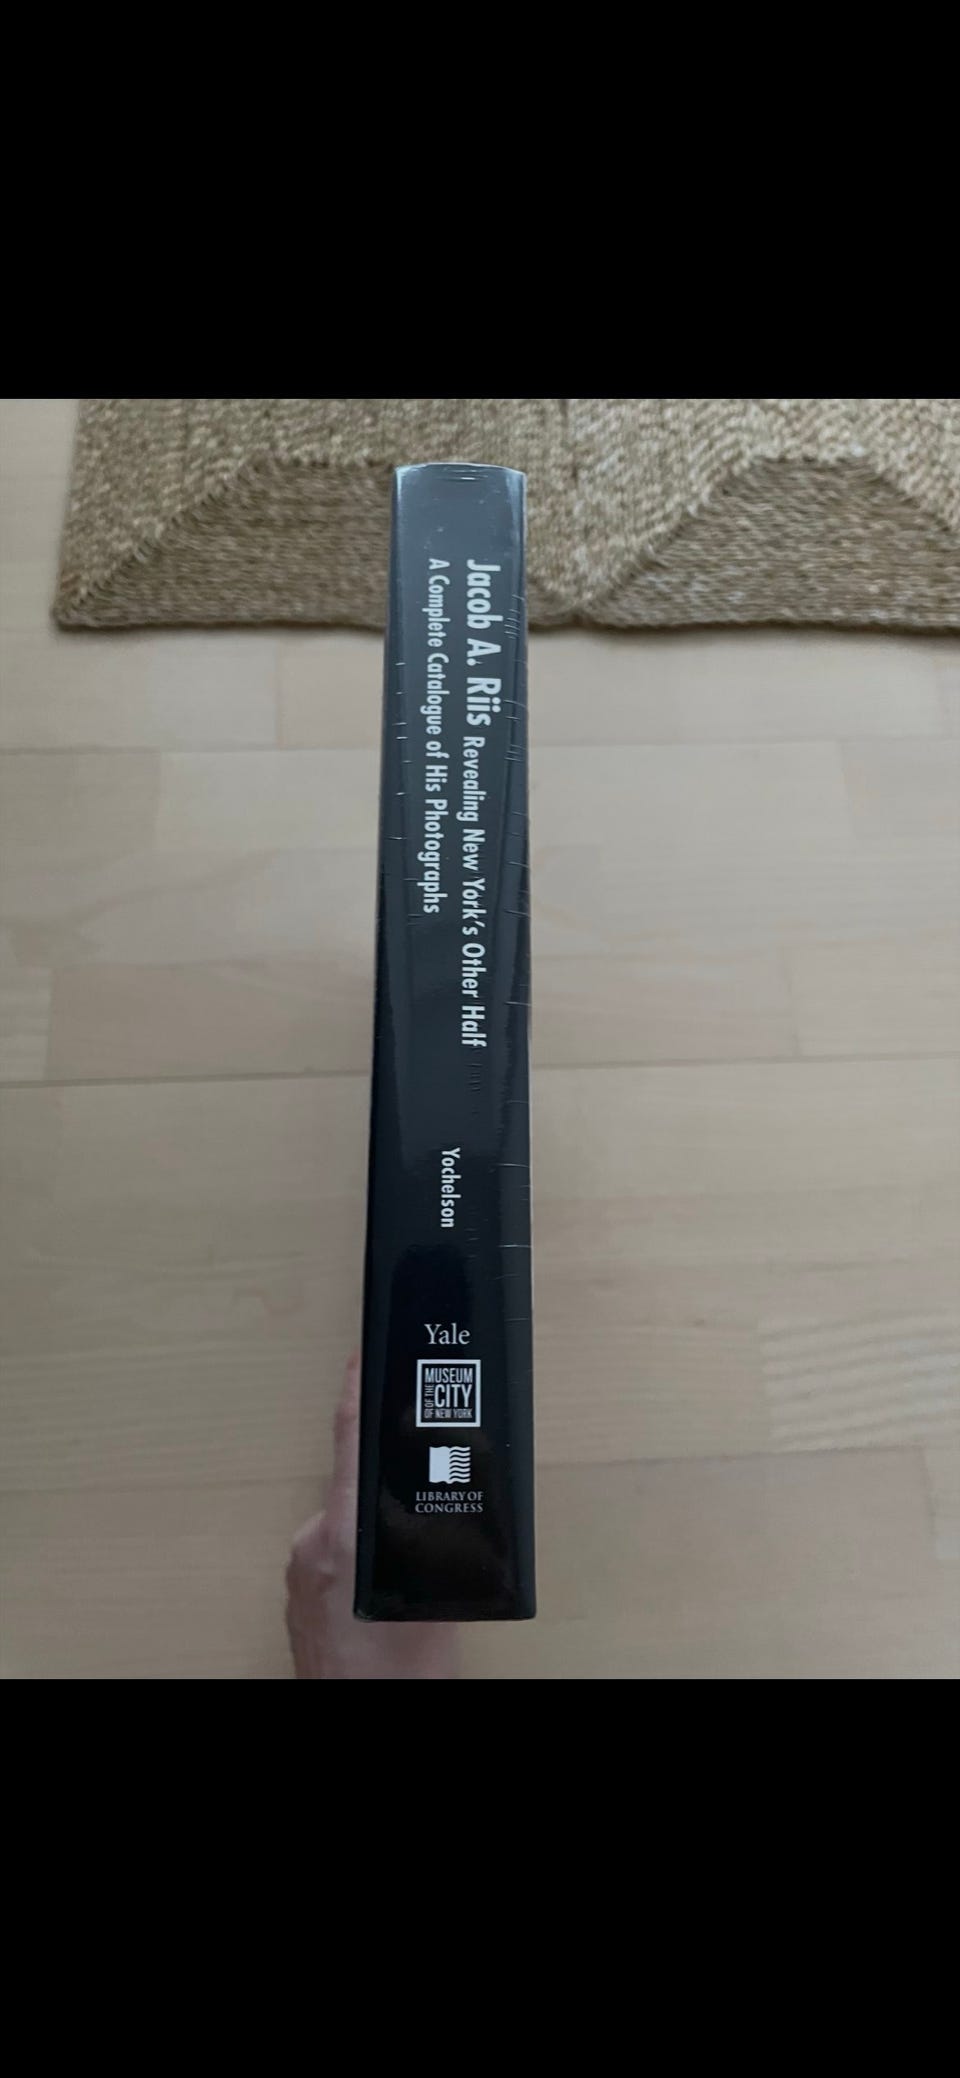 Jacob A. Riis Revealing New York's Other Half
A Complete Catalogue of His Photographs
Yochelson
Yale
MUSEUM
OF THE CITY
OF NEW YORK
LIBRARY OF
CONGRESS